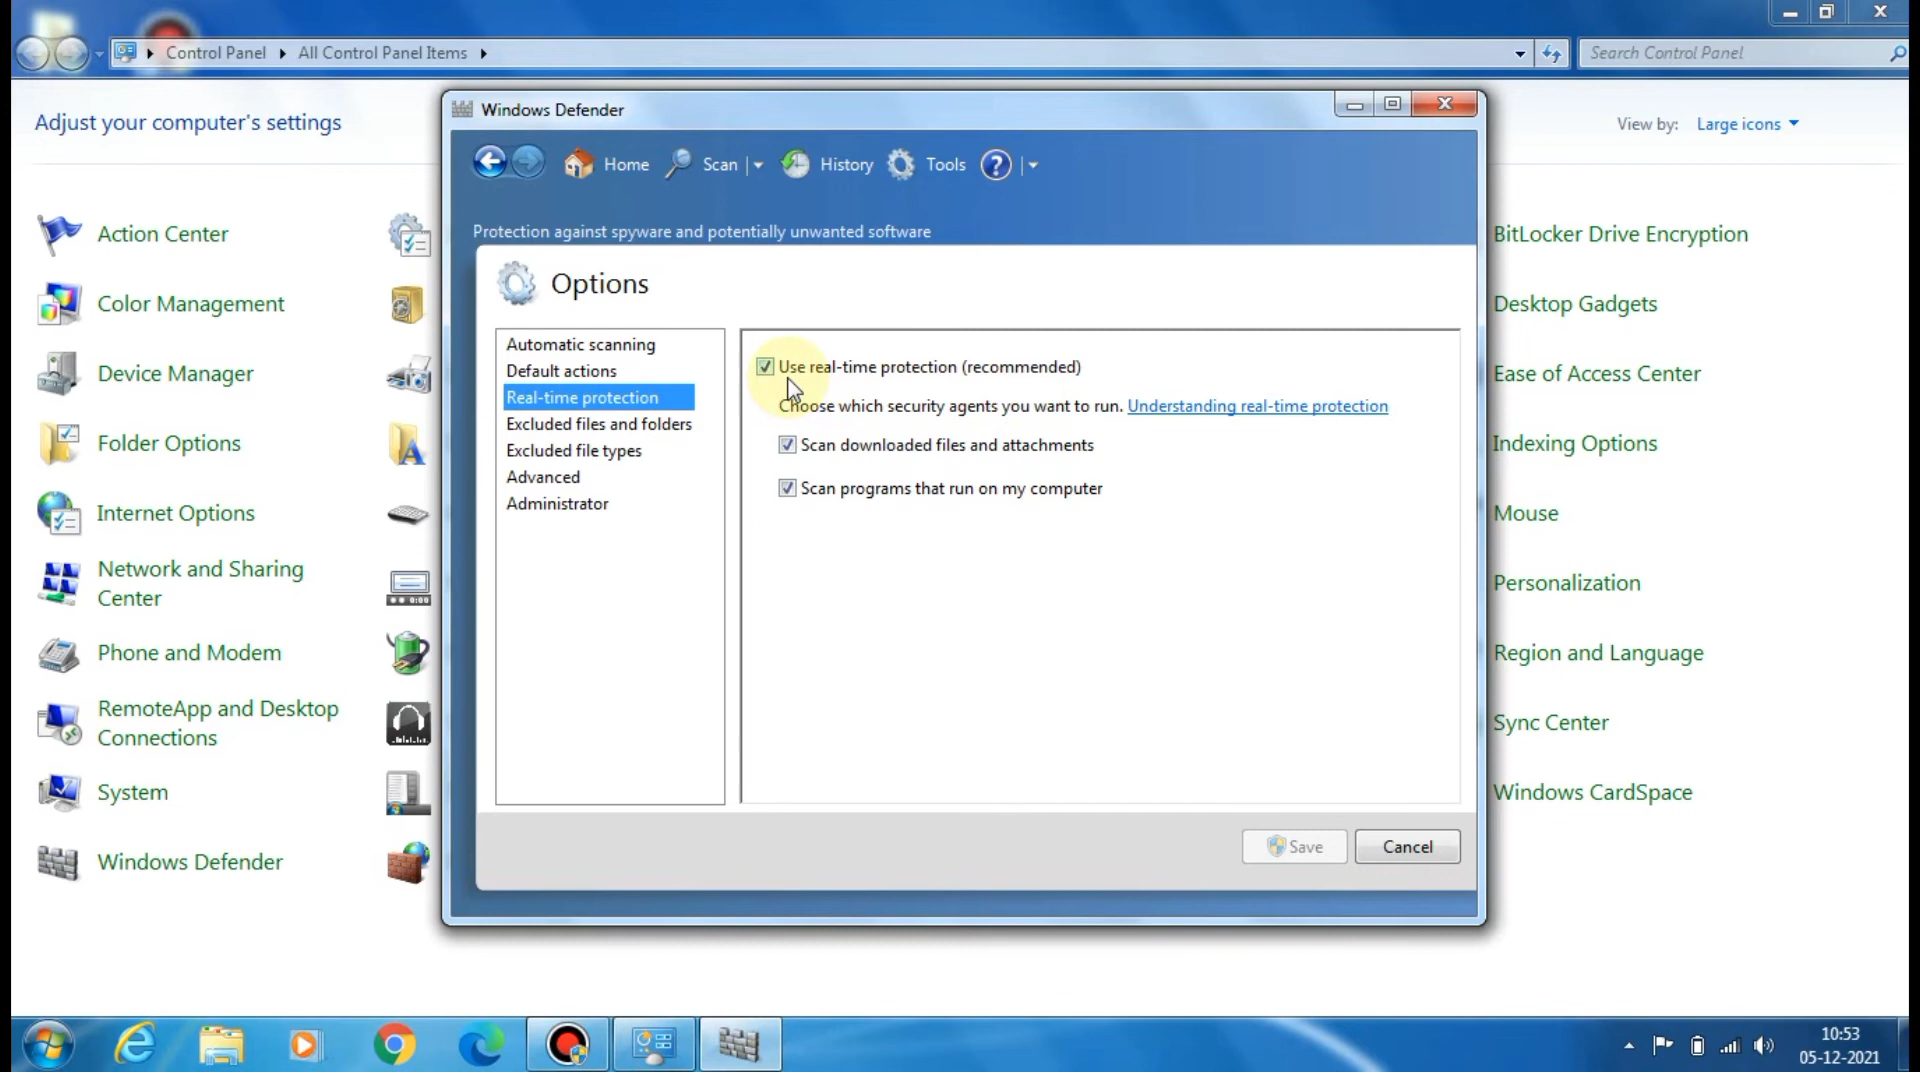 Control Panel
All Control Panel Items
Search Control Panel
Adjust your computer's settings
View by:
Large icons
Windows Defender
Home
Scan
History
Tools
Protection against spyware and potentially unwanted software
Options
Automatic scanning
Default actions
Real-time protection
Excluded files and folders
Excluded file types
Advanced
Administrator
Use real-time protection (recommended)
Choose which security agents you want to run. Understanding real-time protection
Scan downloaded files and attachments
Scan programs that run on my computer
Save
Cancel
Action Center
Color Management
Device Manager
Folder Options
Internet Options
Network and Sharing
Center
Phone and Modem
RemoteApp and Desktop
Connections
System
Windows Defender
BitLocker Drive Encryption
Desktop Gadgets
Ease of Access Center
Indexing Options
Mouse
Personalization
Region and Language
Sync Center
Windows CardSpace
10:53
05-12-2021